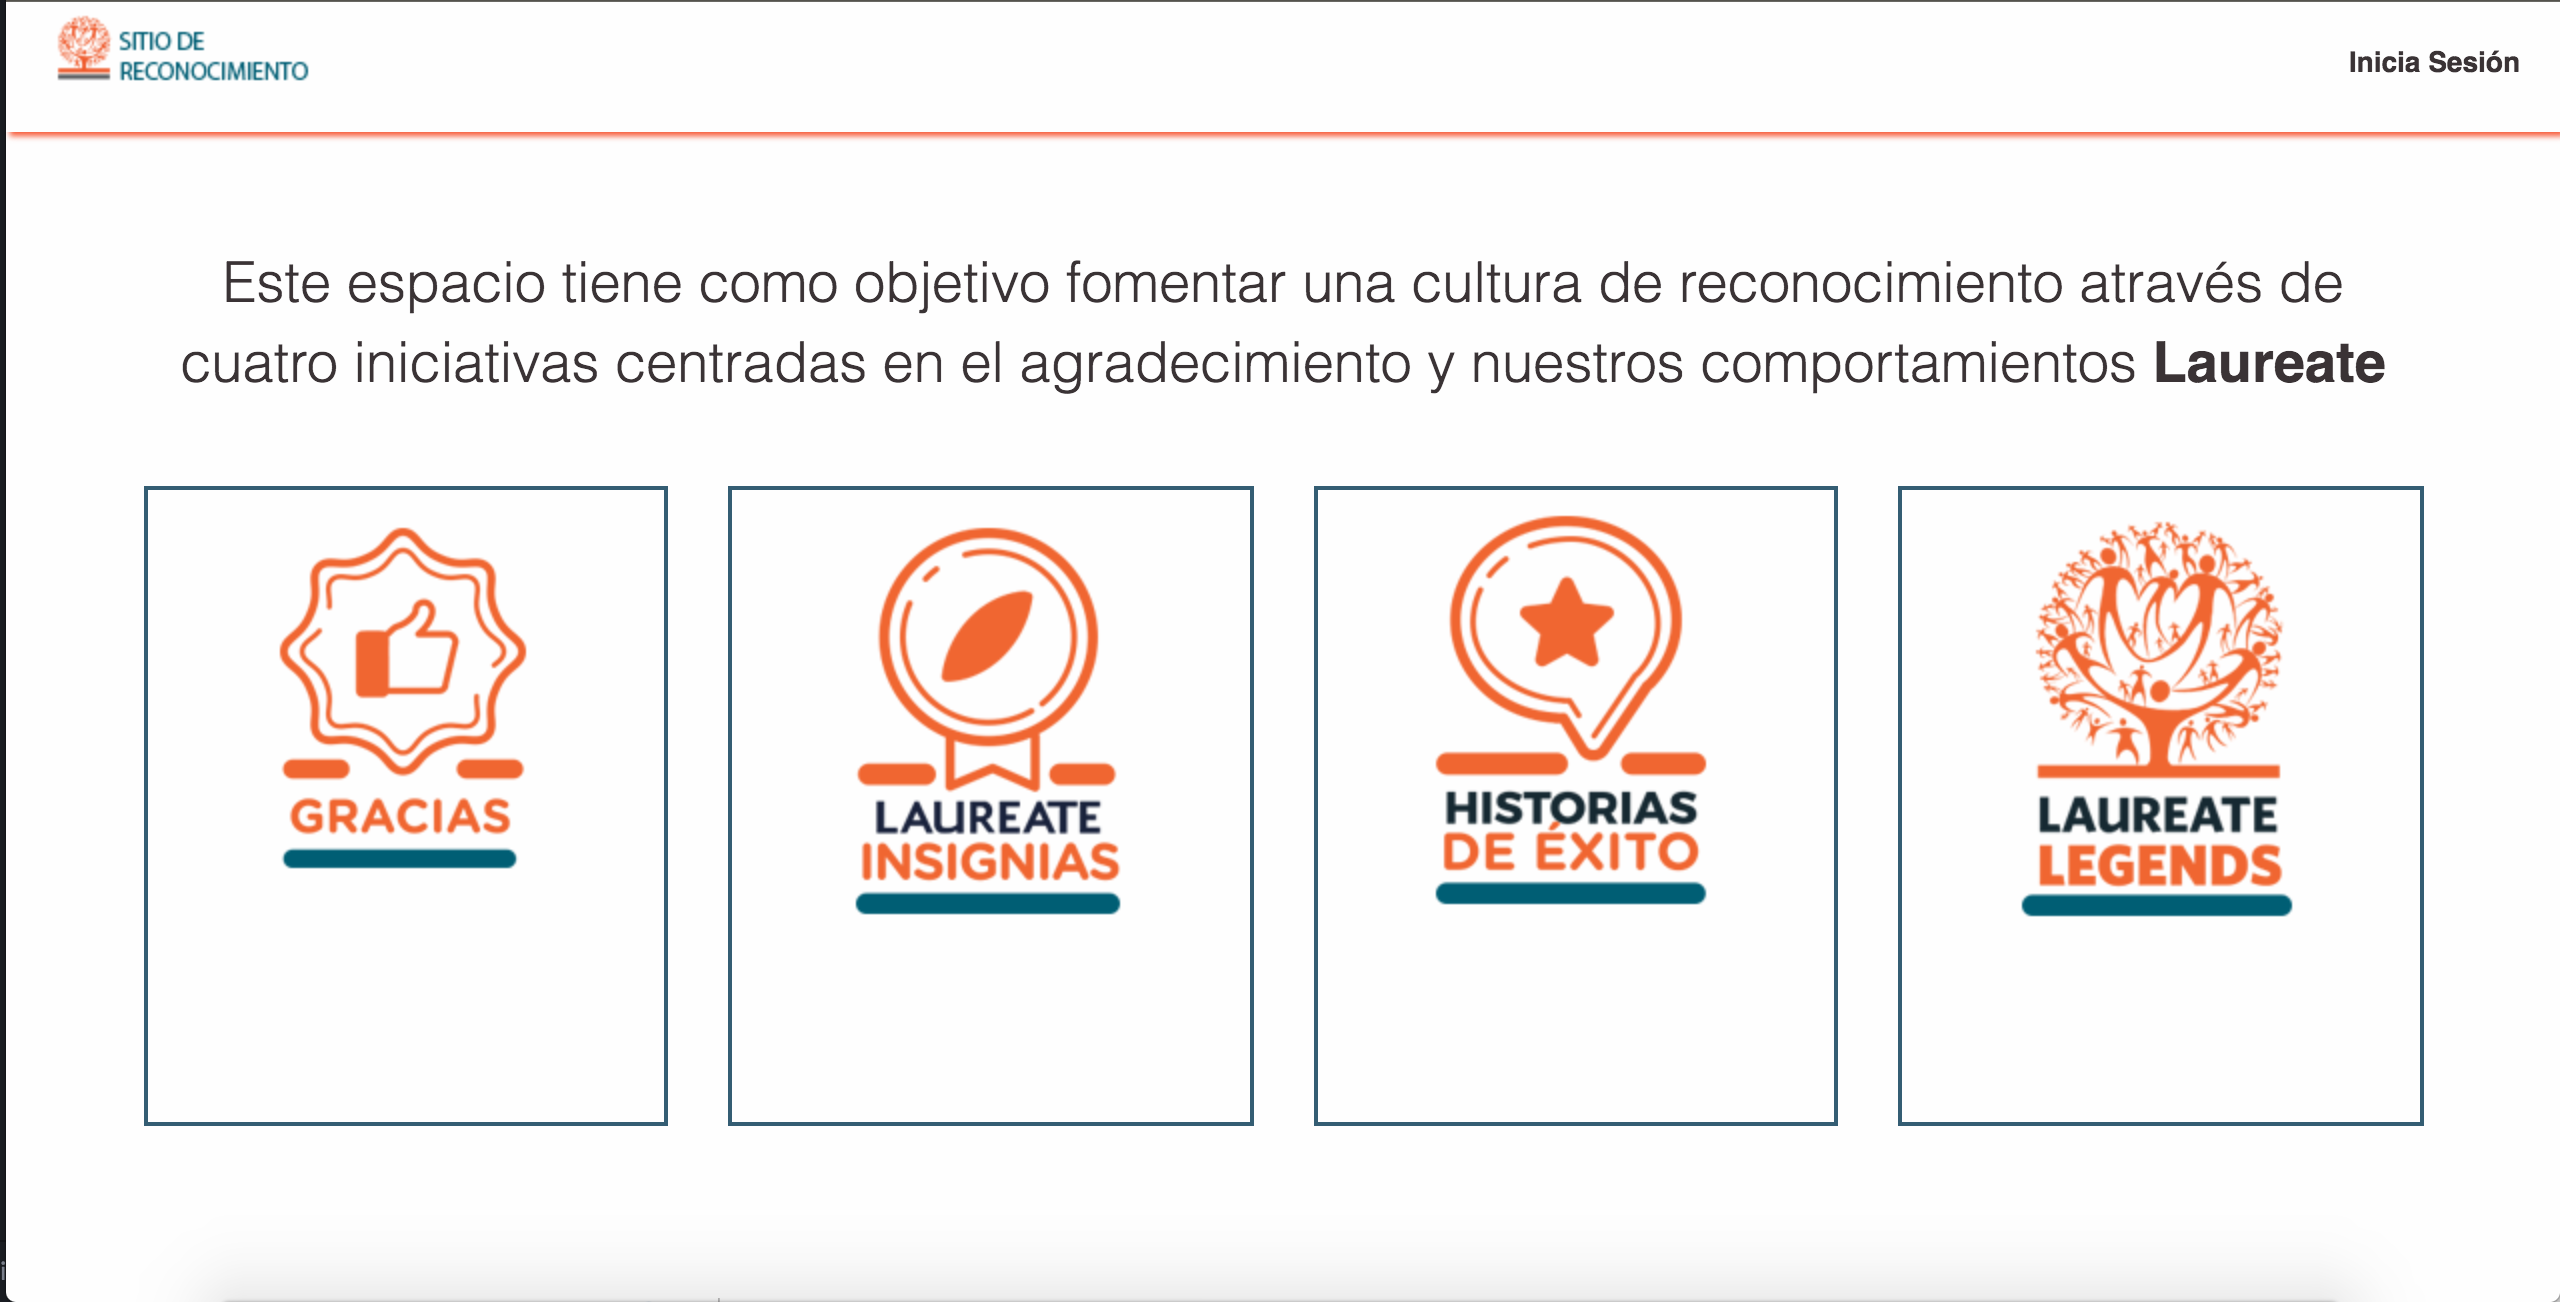 SITIO DE
RECONOCIMIENTO
Inicia Sesión
Este espacio tiene como objetivo fomentar una cultura de reconocimiento através de
cuatro iniciativas centradas en el agradecimiento y nuestros comportamientos Laureate
GRACIAS
LAUREATE
INSIGNIAS
HISTORIAS
DE ÉXITO
LAUREATE
LEGENDS